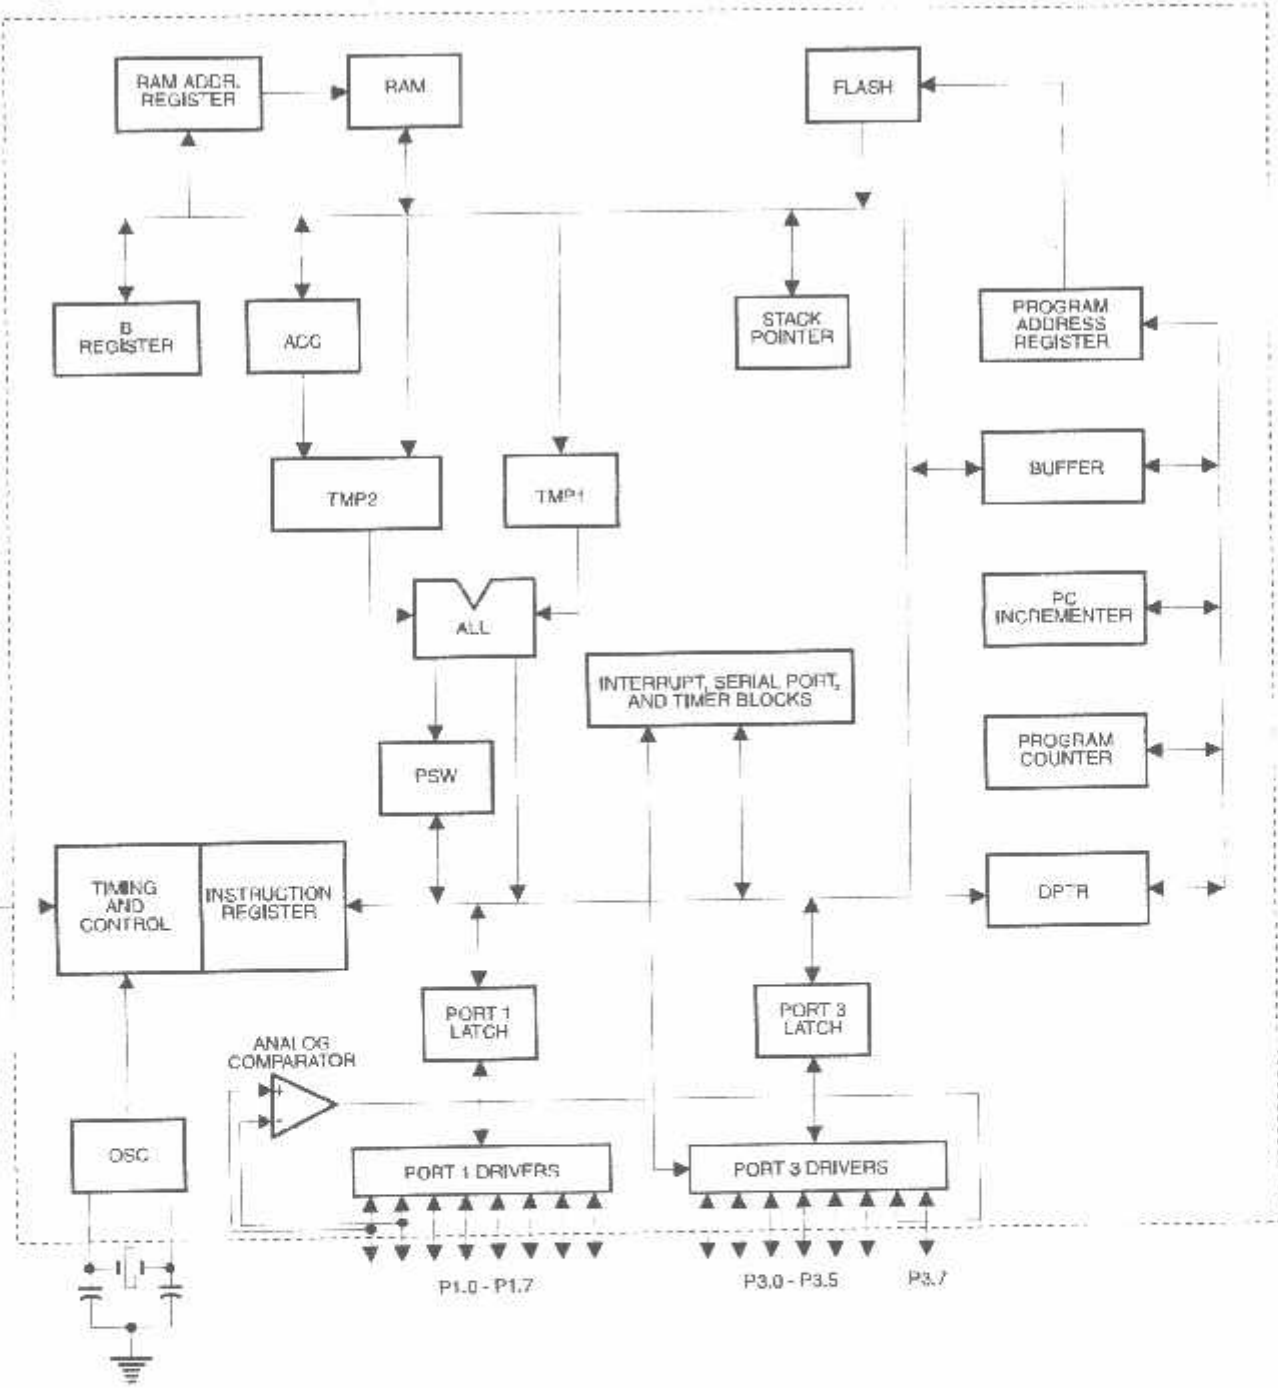 RAM ADDR.
REGISTER
RAM
FLASH
B
REGISTER
ACC
STACK
POINTER
PROGRAM
ADDRESS
REGISTER
BUFFER
TMP2
TMP1
ALU
PC
INCREMENTER
INTERRUPT, SERIAL PORT,
AND TIMER BLOCKS
PSW
PROGRAM
COUNTER
TIMING
AND
CONTROL
INSTRUCTION
REGISTER
DPTR
PORT 1
LATCH
PORT 3
LATCH
ANALOG
COMPARATOR
+
-
OSC
PORT 1 DRIVERS
PORT 3 DRIVERS
P1.0 - P1.7
P3.0 - P3.5
P3.7